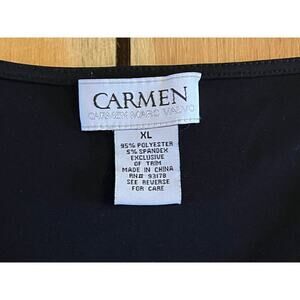 CARMEN
CARMEN MARC VALVO
XL
95% POLYESTER
5% SPANDEX
EXCLUSIVE
OF TRIM
MADE IN CHINA
RN# 93178
SEE REVERSE
FOR CARE